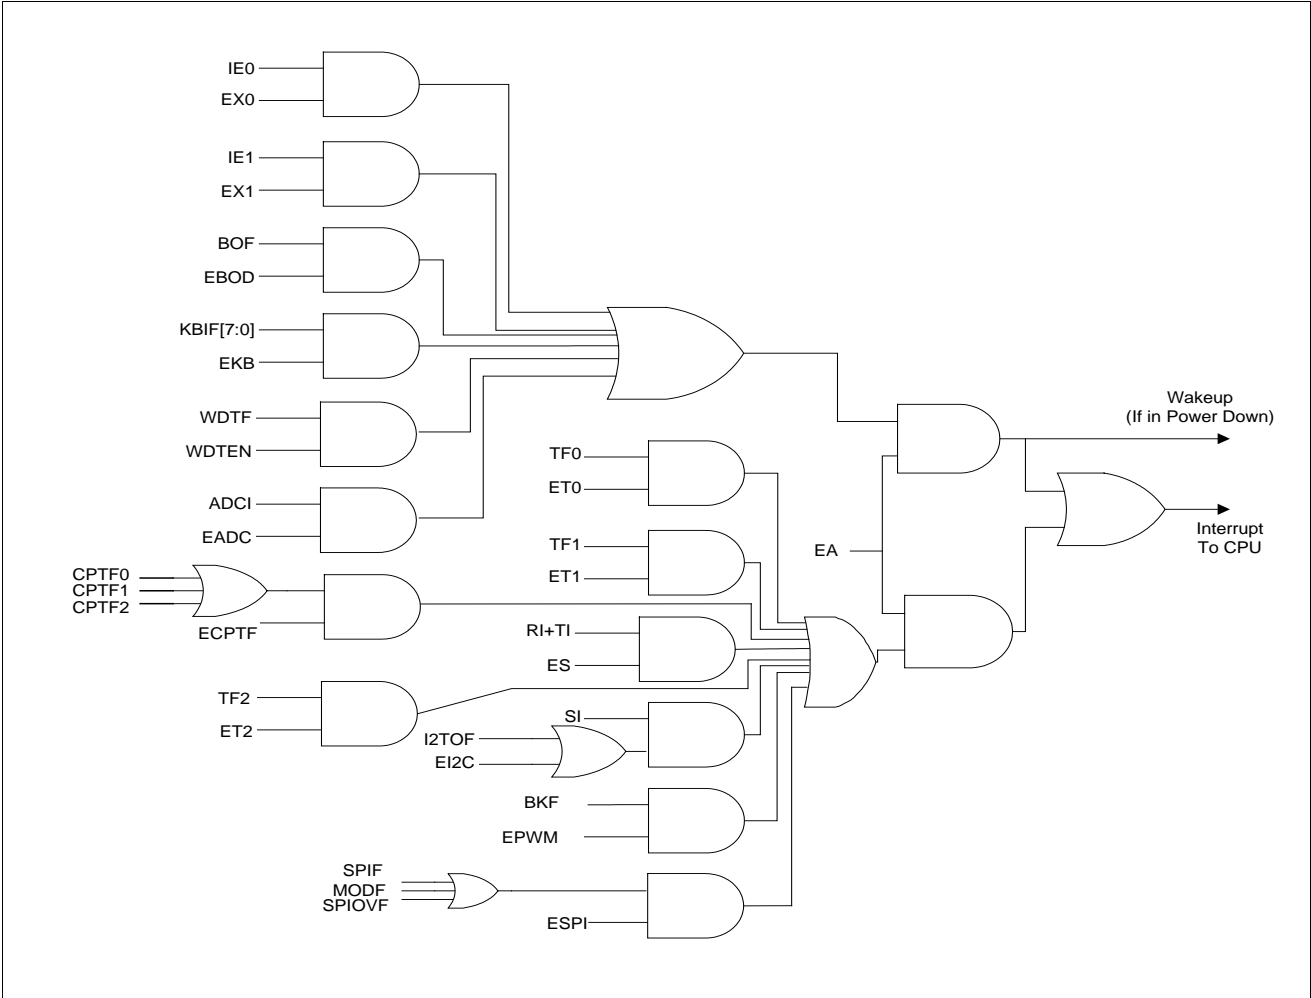 IE0
EX0
IE1
EX1
BOF
EBOD
KBIF[7:0]
EKB
WDTF
WDTEN
ADCI
EADC
CPTF0
CPTF1
CPTF2
ECPTF
TF2
ET2
TF0
ET0
TF1
ET1
RI+TI
ES
SI
I2TOF
EI2C
BKF
EPWM
SPIF
MODF
SPIOVF
ESPI
EA
Wakeup
(If in Power Down)
Interrupt
To CPU